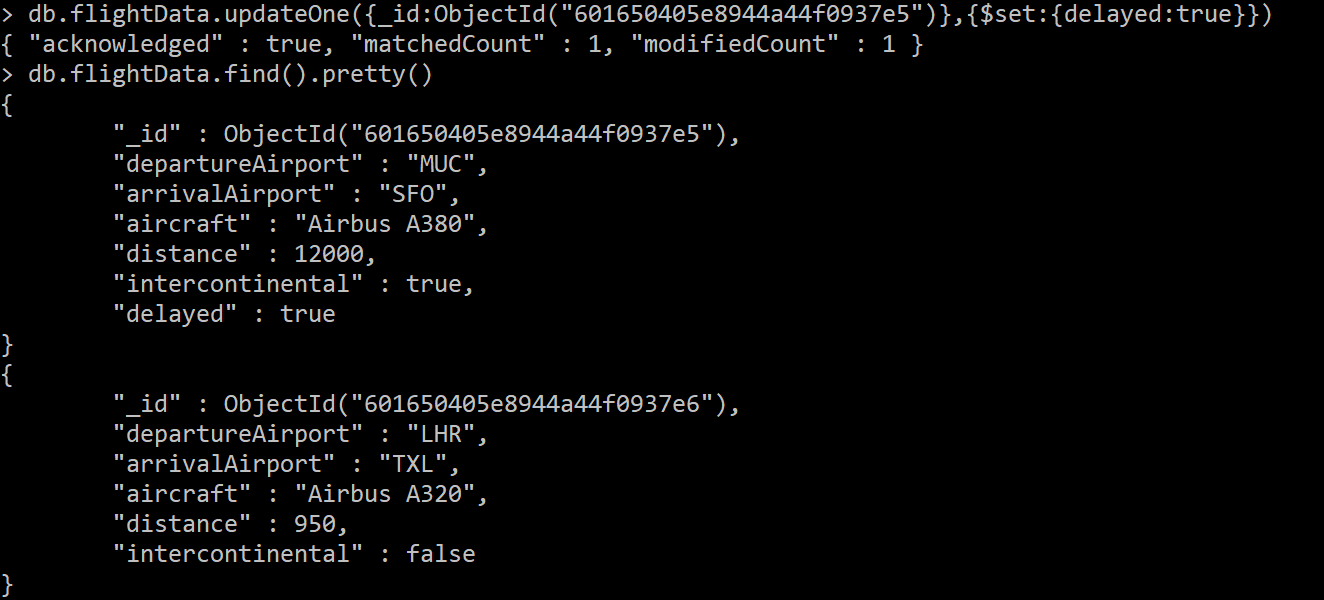 > db.flightData.updateOne({_id:ObjectId("601650405e8944a44f0937e5")},{$set:{delayed:true}})
{ "acknowledged" : true, "matchedCount" : 1, "modifiedCount" : 1 }
> db.flightData.find().pretty()
{
        "_id" : ObjectId("601650405e8944a44f0937e5"),
        "departureAirport" : "MUC",
        "arrivalAirport" : "SFO",
        "aircraft" : "Airbus A380",
        "distance" : 12000,
        "intercontinental" : true,
        "delayed" : true
}
{
        "_id" : ObjectId("601650405e8944a44f0937e6"),
        "departureAirport" : "LHR",
        "arrivalAirport" : "TXL",
        "aircraft" : "Airbus A320",
        "distance" : 950,
        "intercontinental" : false
}